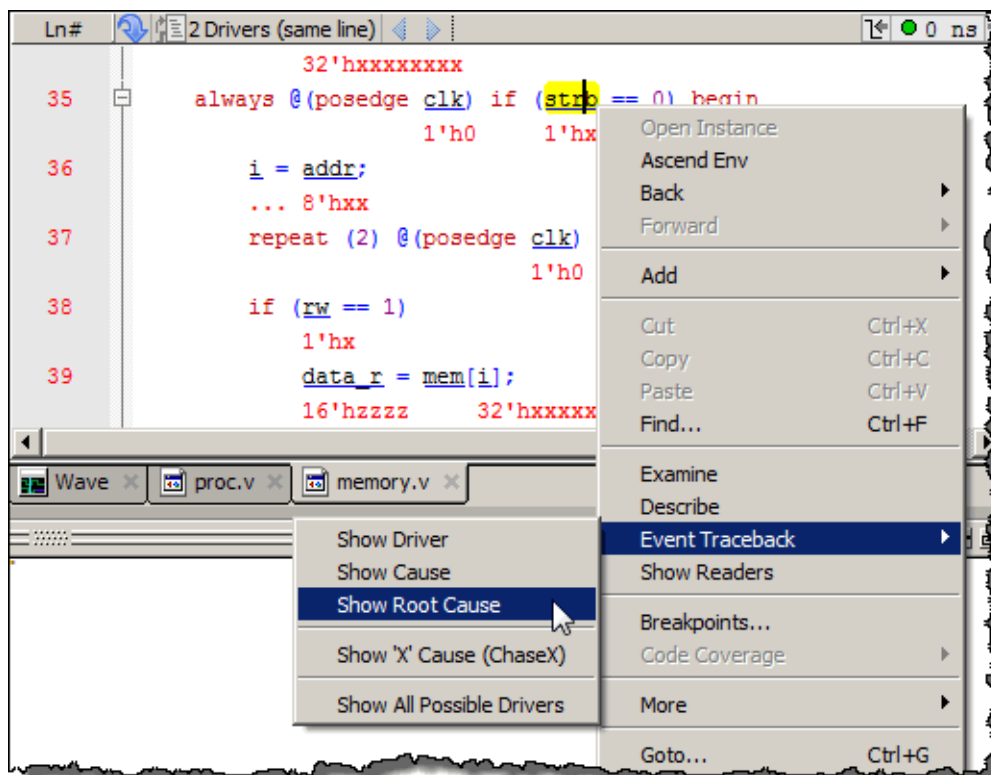 Ln# 2 Drivers (same line) 0 ns
32'hxxxxxxxx
35 always @(posedge clk) if (strb == 0) begin
1'h0 1'hx
36 i = addr;
... 8'hxx
37 repeat (2) @(posedge clk)
1'h0
38 if (rw == 1)
1'hx
39 data_r = mem[i];
16'hzzzz 32'hxxxxx
Wave proc.v memory.v
Open Instance
Ascend Env
Back
Forward
Add
Cut Ctrl+X
Copy Ctrl+C
Paste Ctrl+V
Find... Ctrl+F
Examine
Describe
Event Traceback
Show Readers
Breakpoints...
Code Coverage
More
Goto... Ctrl+G
Show Driver
Show Cause
Show Root Cause
Show 'X' Cause (ChaseX)
Show All Possible Drivers